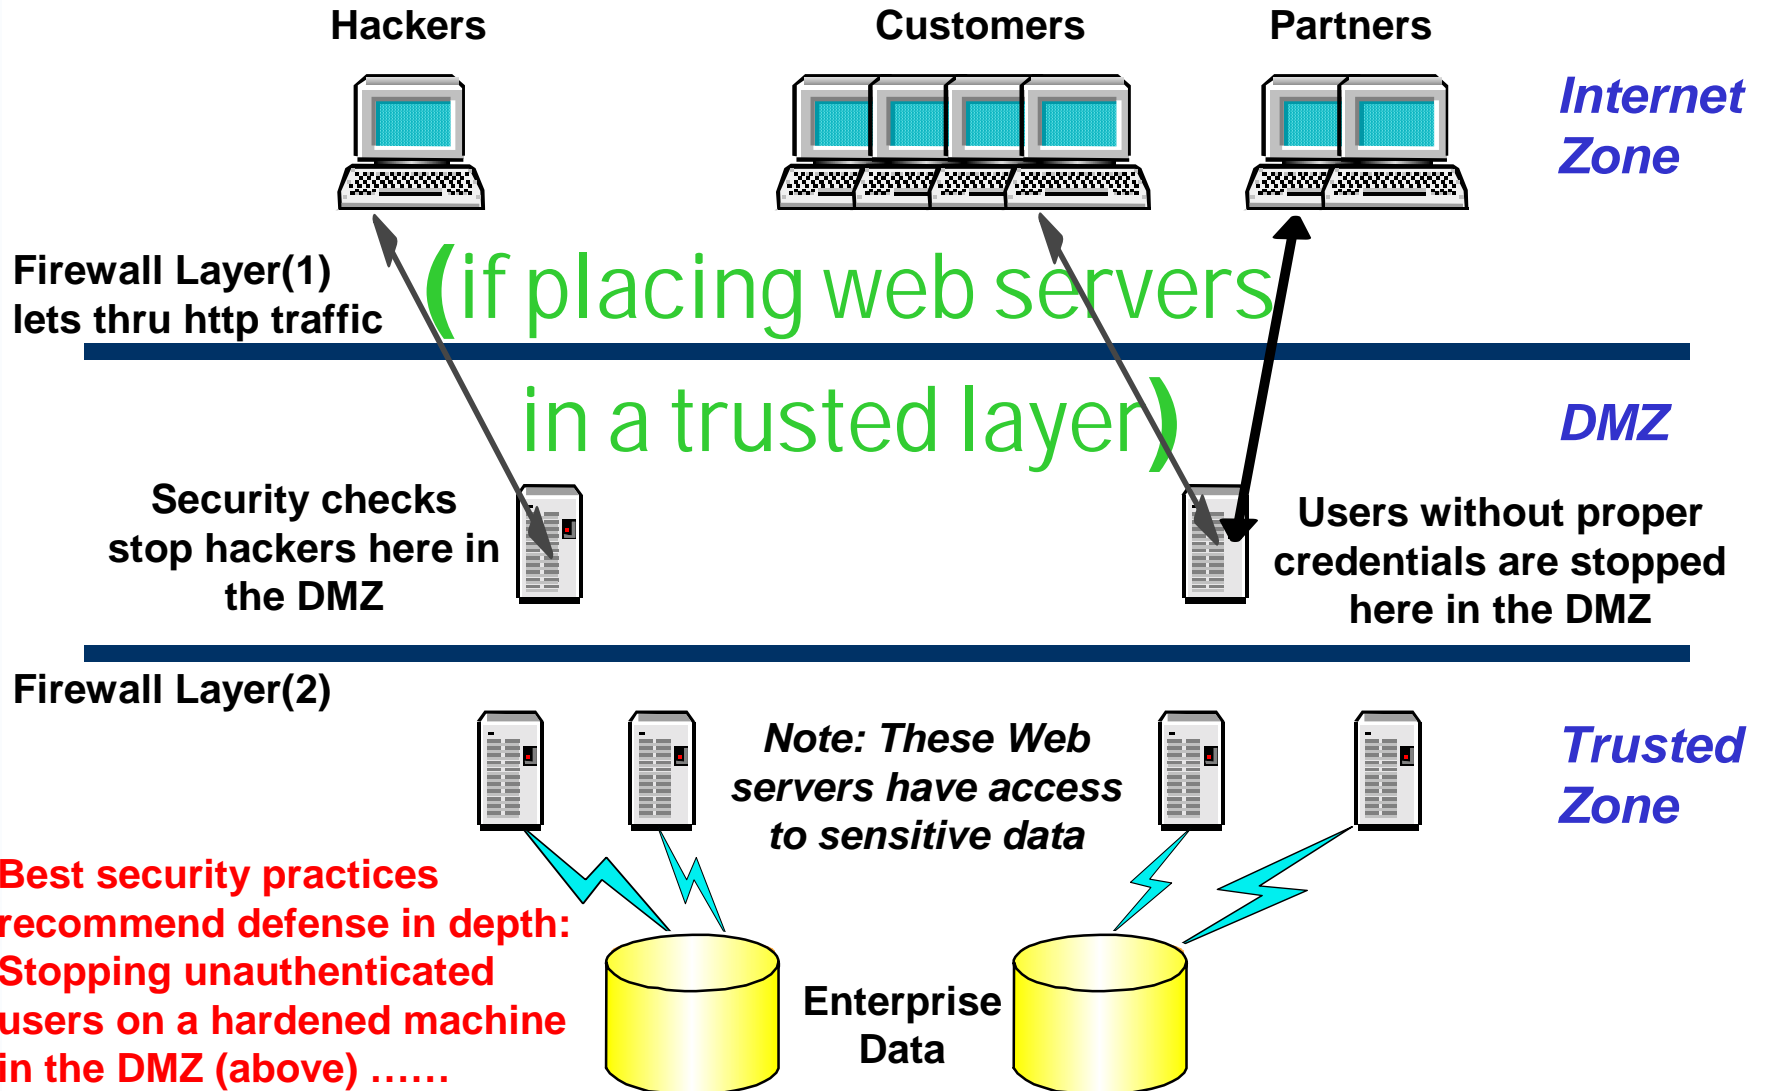 Hackers
Customers
Partners
Internet
Zone
Firewall Layer(1)
lets thru http traffic
(if placing web servers
in a trusted layer)
DMZ
Security checks
stop hackers here in
the DMZ
Users without proper
credentials are stopped
here in the DMZ
Firewall Layer(2)
Note: These Web
servers have access
to sensitive data
Trusted
Zone
Best security practices
recommend defense in depth:
Stopping unauthenticated
users on a hardened machine
in the DMZ (above) ……
Enterprise
Data